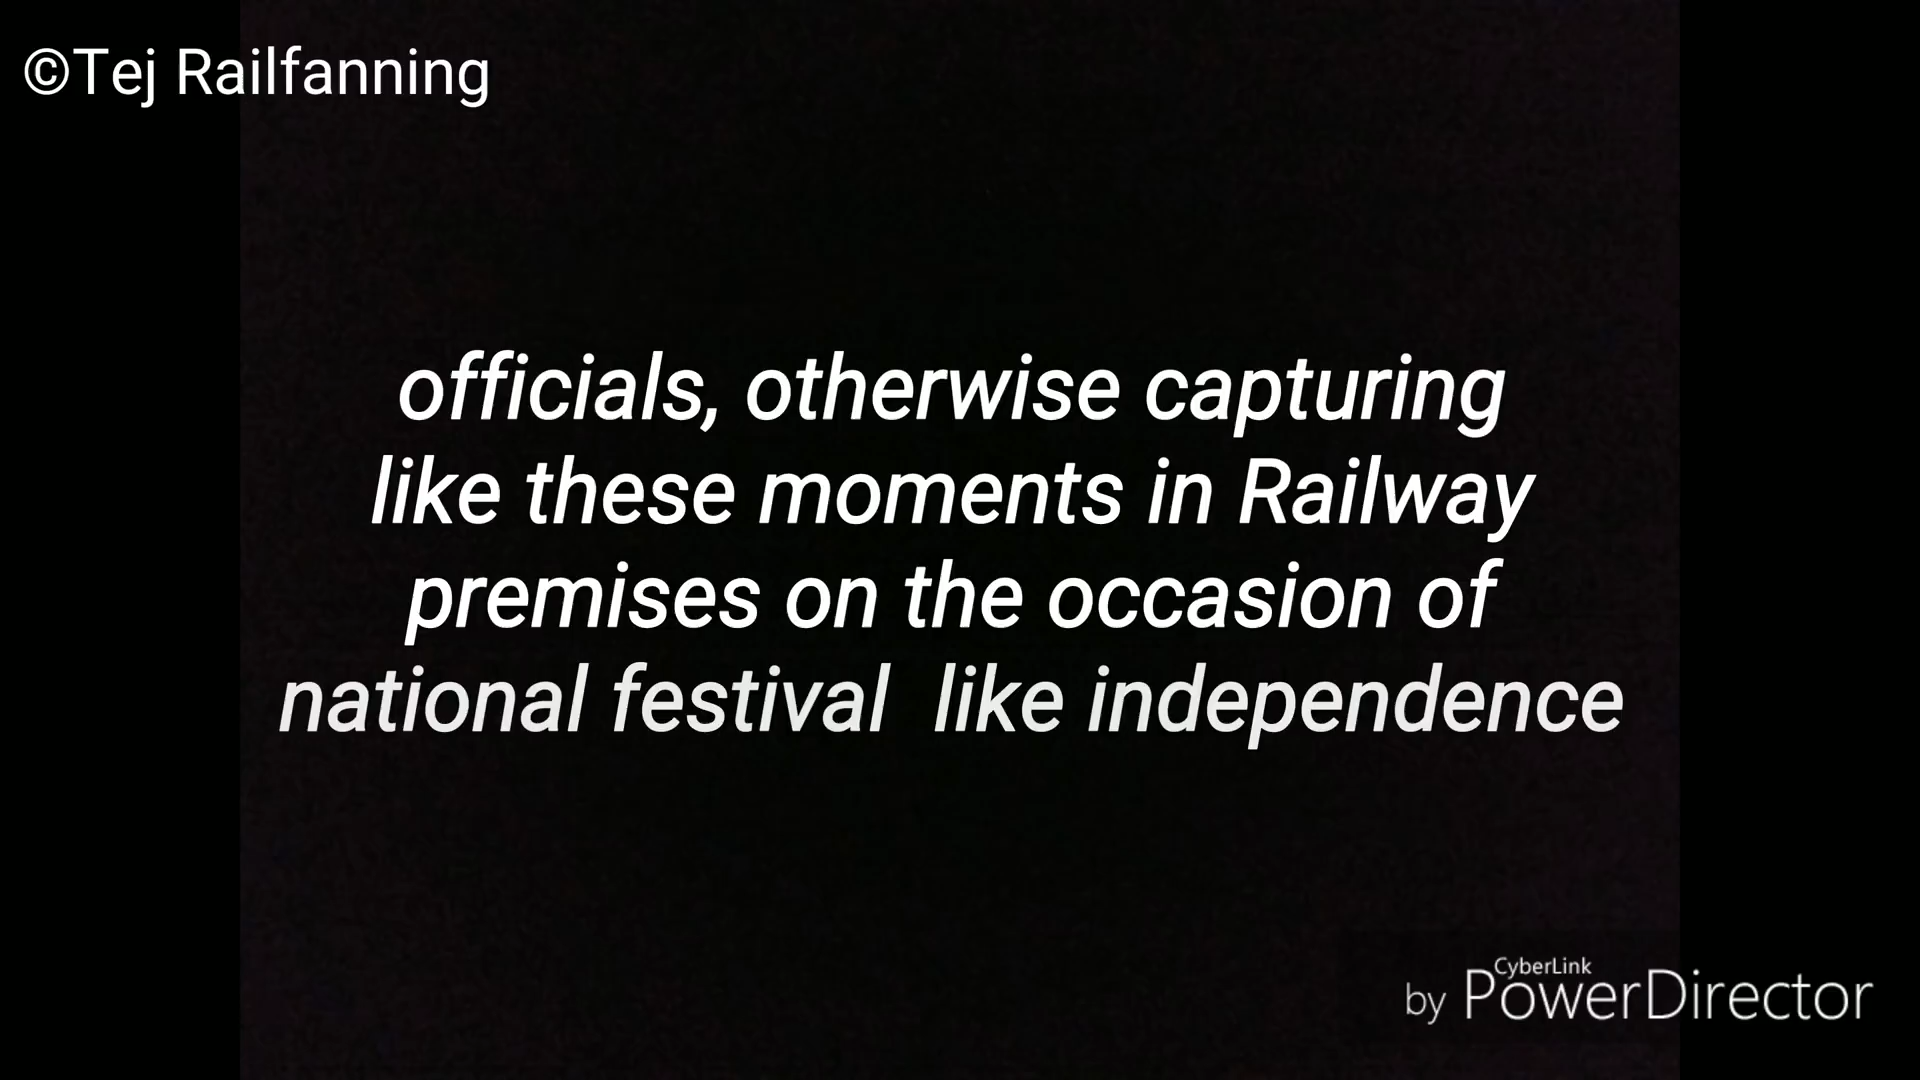 ©Tej Railfanning
officials, otherwise capturing
like these moments in Railway
premises on the occasion of
national festival  like independence
CyberLink
by PowerDirector